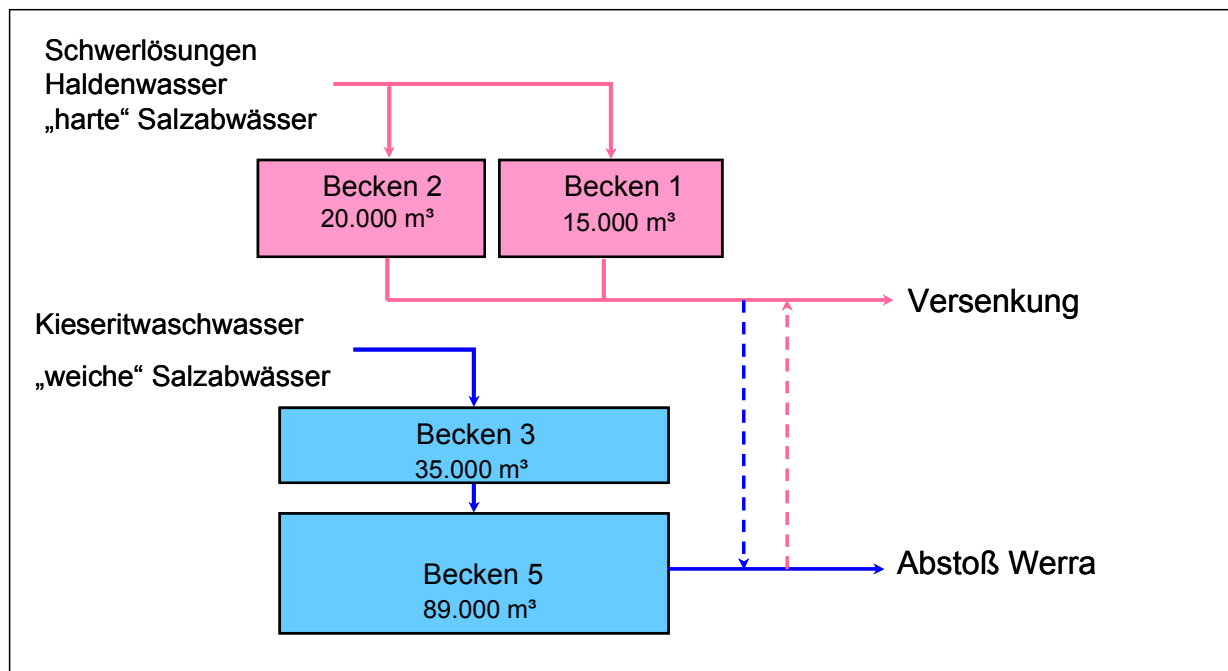 Schwerlösungen
Haldenwasser
„harte“ Salzabwässer
Becken 2
20.000 m³
Becken 1
15.000 m³
Versenkung
Kieseritwaschwasser
„weiche“ Salzabwässer
Becken 3
35.000 m³
Becken 5
89.000 m³
Abstoß Werra